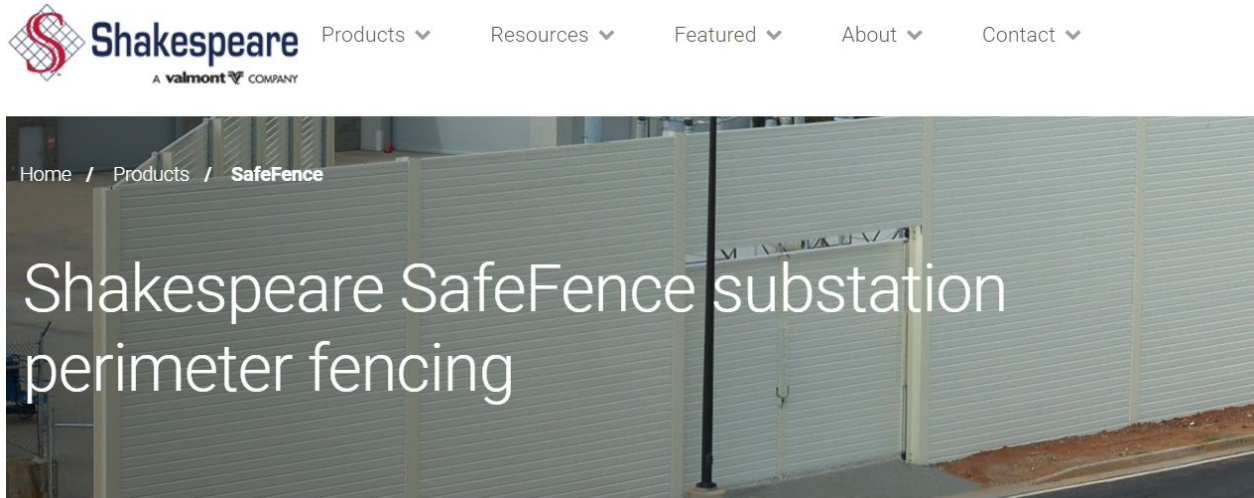 Shakespeare
A valmont COMPANY
Products
Resources
Featured
About
Contact
Home / Products / SafeFence
Shakespeare SafeFence substation
perimeter fencing